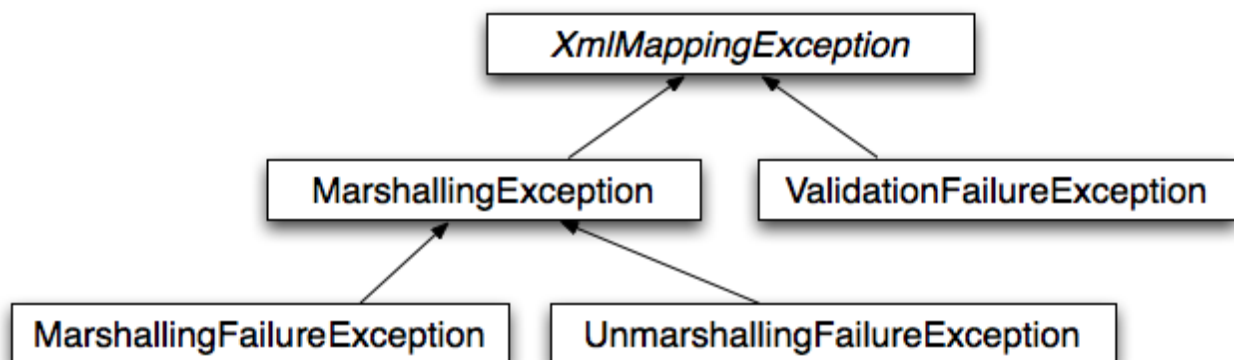 XmlMappingException
MarshallingException
ValidationFailureException
MarshallingFailureException
UnmarshallingFailureException